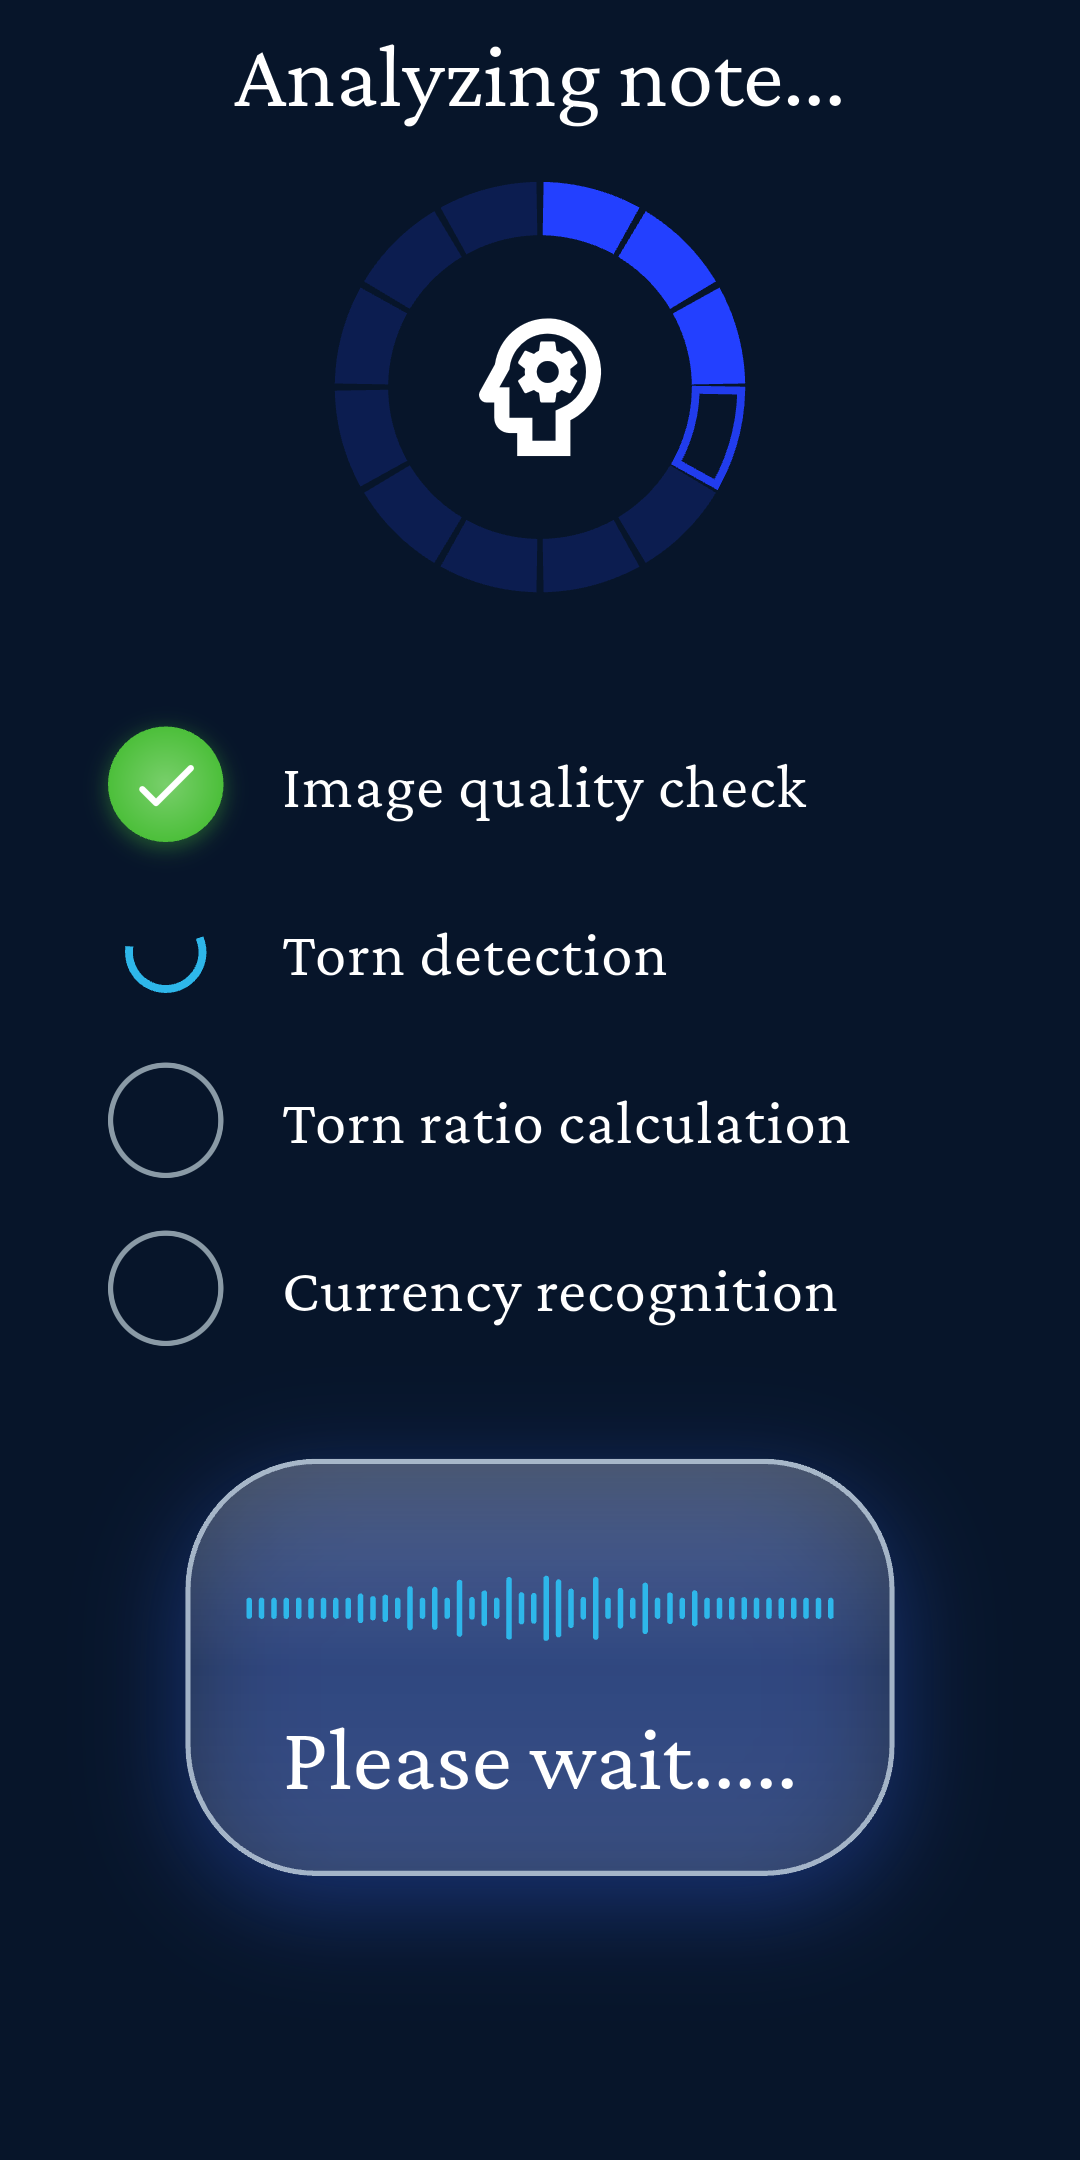 Analyzing note...
Image quality check
Torn detection
Torn ratio calculation
Currency recognition
Please wait.....